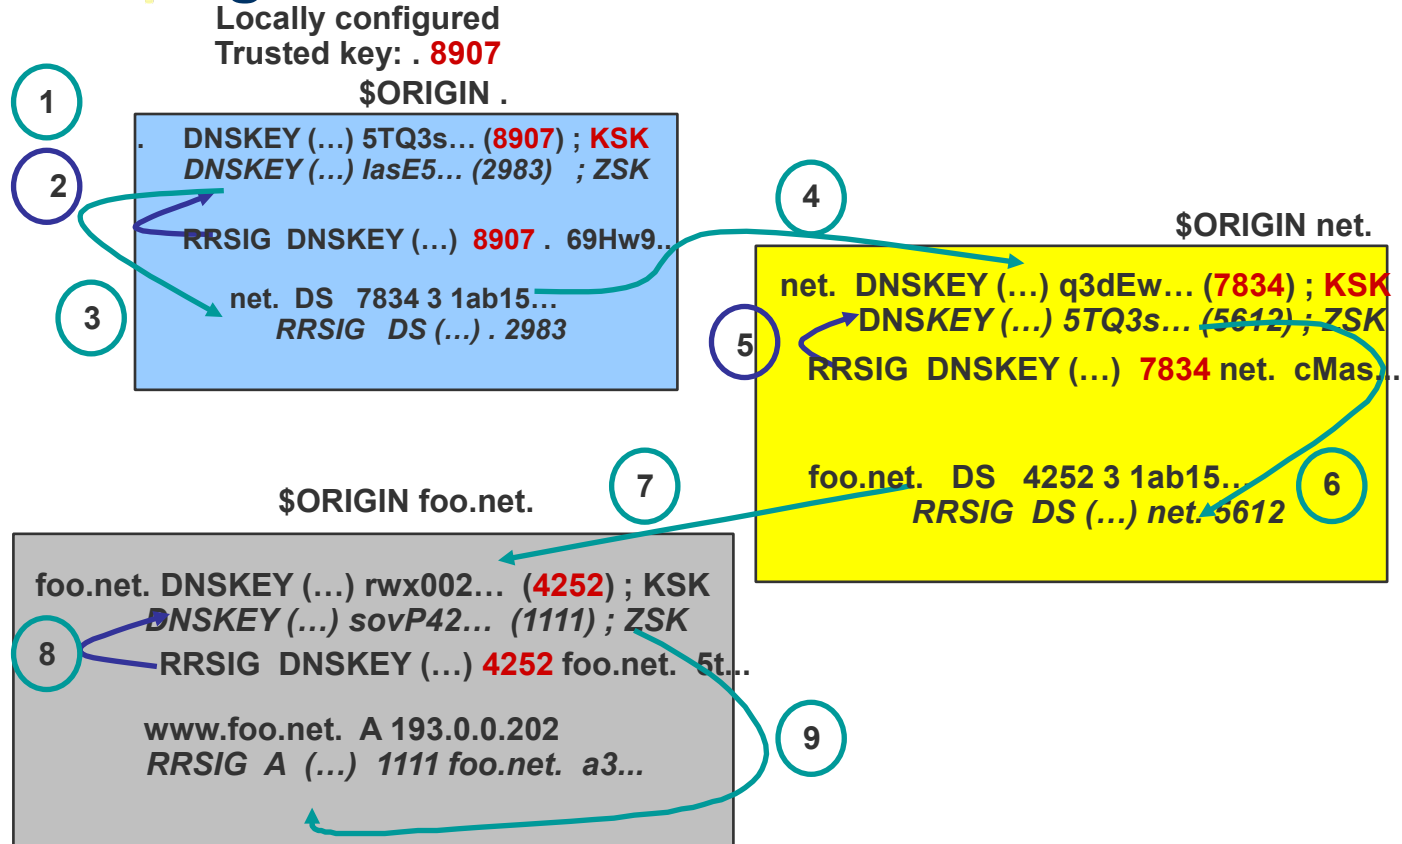 Locally configured
Trusted key: . 8907
$ORIGIN .
1
. DNSKEY (…) 5TQ3s… (8907) ; KSK
DNSKEY (…) lasE5… (2983) ; ZSK
2
RRSIG DNSKEY (…) 8907 . 69Hw9..
net. DS 7834 3 1ab15…
RRSIG DS (…) . 2983
3
4
$ORIGIN net.
net. DNSKEY (…) q3dEw… (7834) ; KSK
DNSKEY (…) 5TQ3s… (5612) ; ZSK
5
RRSIG DNSKEY (…) 7834 net. cMas…
foo.net. DS 4252 3 1ab15…
RRSIG DS (…) net. 5612
6
7
$ORIGIN foo.net.
foo.net. DNSKEY (…) rwx002… (4252) ; KSK
DNSKEY (…) sovP42… (1111) ; ZSK
8
RRSIG DNSKEY (…) 4252 foo.net. 5t...
www.foo.net. A 193.0.0.202
RRSIG A (…) 1111 foo.net. a3...
9